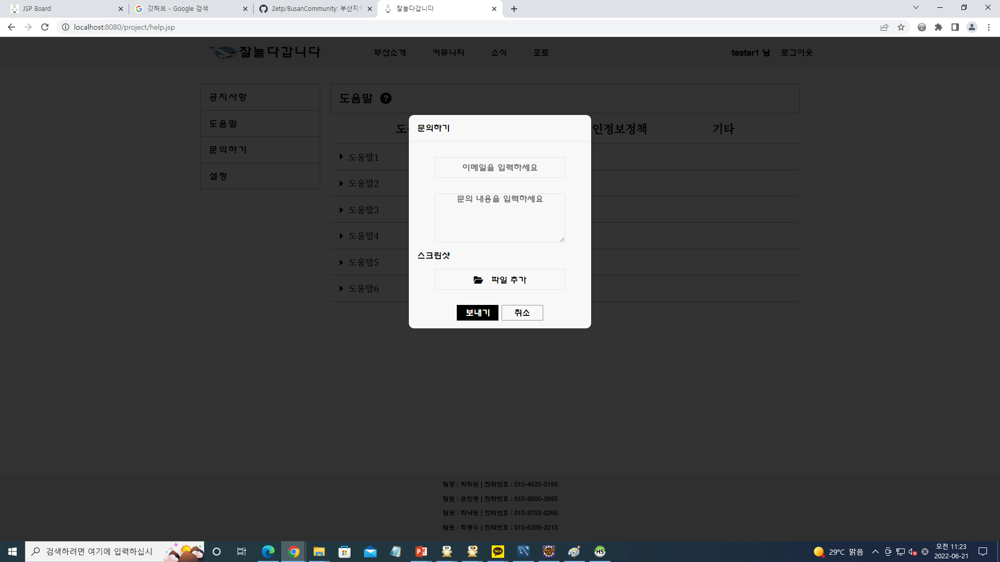 JSP Board
깃허브 - Google 검색
2etp/BusanCommunity: 부산지역
잘놀다갑니다
localhost:8080/project/help.jsp
잘놀다갑니다
부산소개
커뮤니티
소식
포토
tester1 님
로그아웃
공지사항
도움말
문의하기
설정
도움말
인정보정책
기타
도움말1
도움말2
도움말3
도움말4
도움말5
도움말6
문의하기
이메일을 입력하세요
문의 내용을 입력하세요
스크린샷
파일 추가
보내기
취소
팀장 : 박휘원 | 전화번호 : 010-4623-0195
팀원 : 송민영 | 전화번호 : 010-8800-3995
팀원 : 최낙원 | 전화번호 : 010-9753-0266
팀원 : 최영수 | 전화번호 : 010-6356-2213
검색하려면 여기에 입력하십시
TALK
HS
29°C 맑음
오전 11:23
2022-06-21